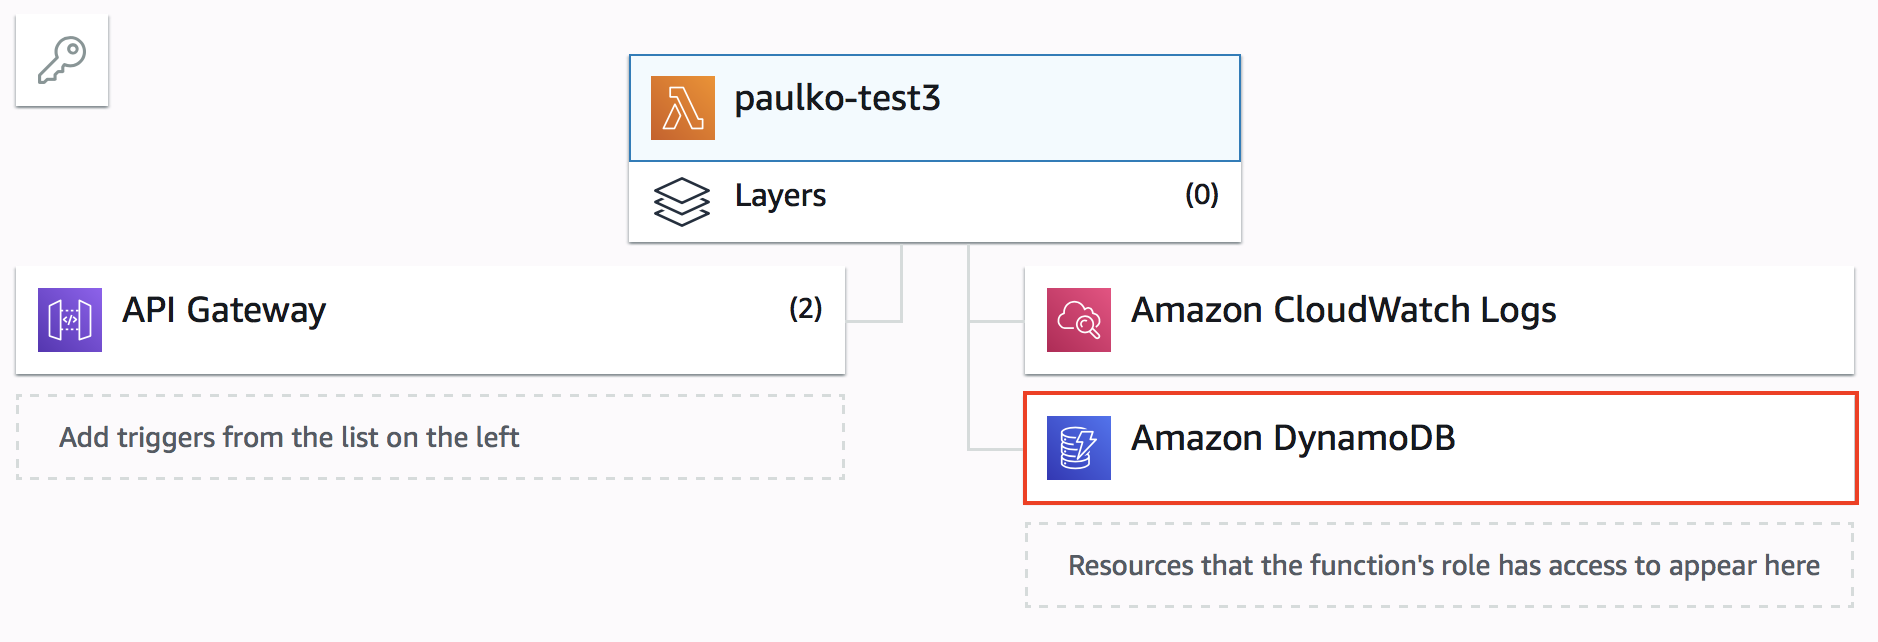 paulko-test3
Layers (0)
API Gateway (2)
Amazon CloudWatch Logs
Add triggers from the list on the left
Amazon DynamoDB
Resources that the function's role has access to appear here